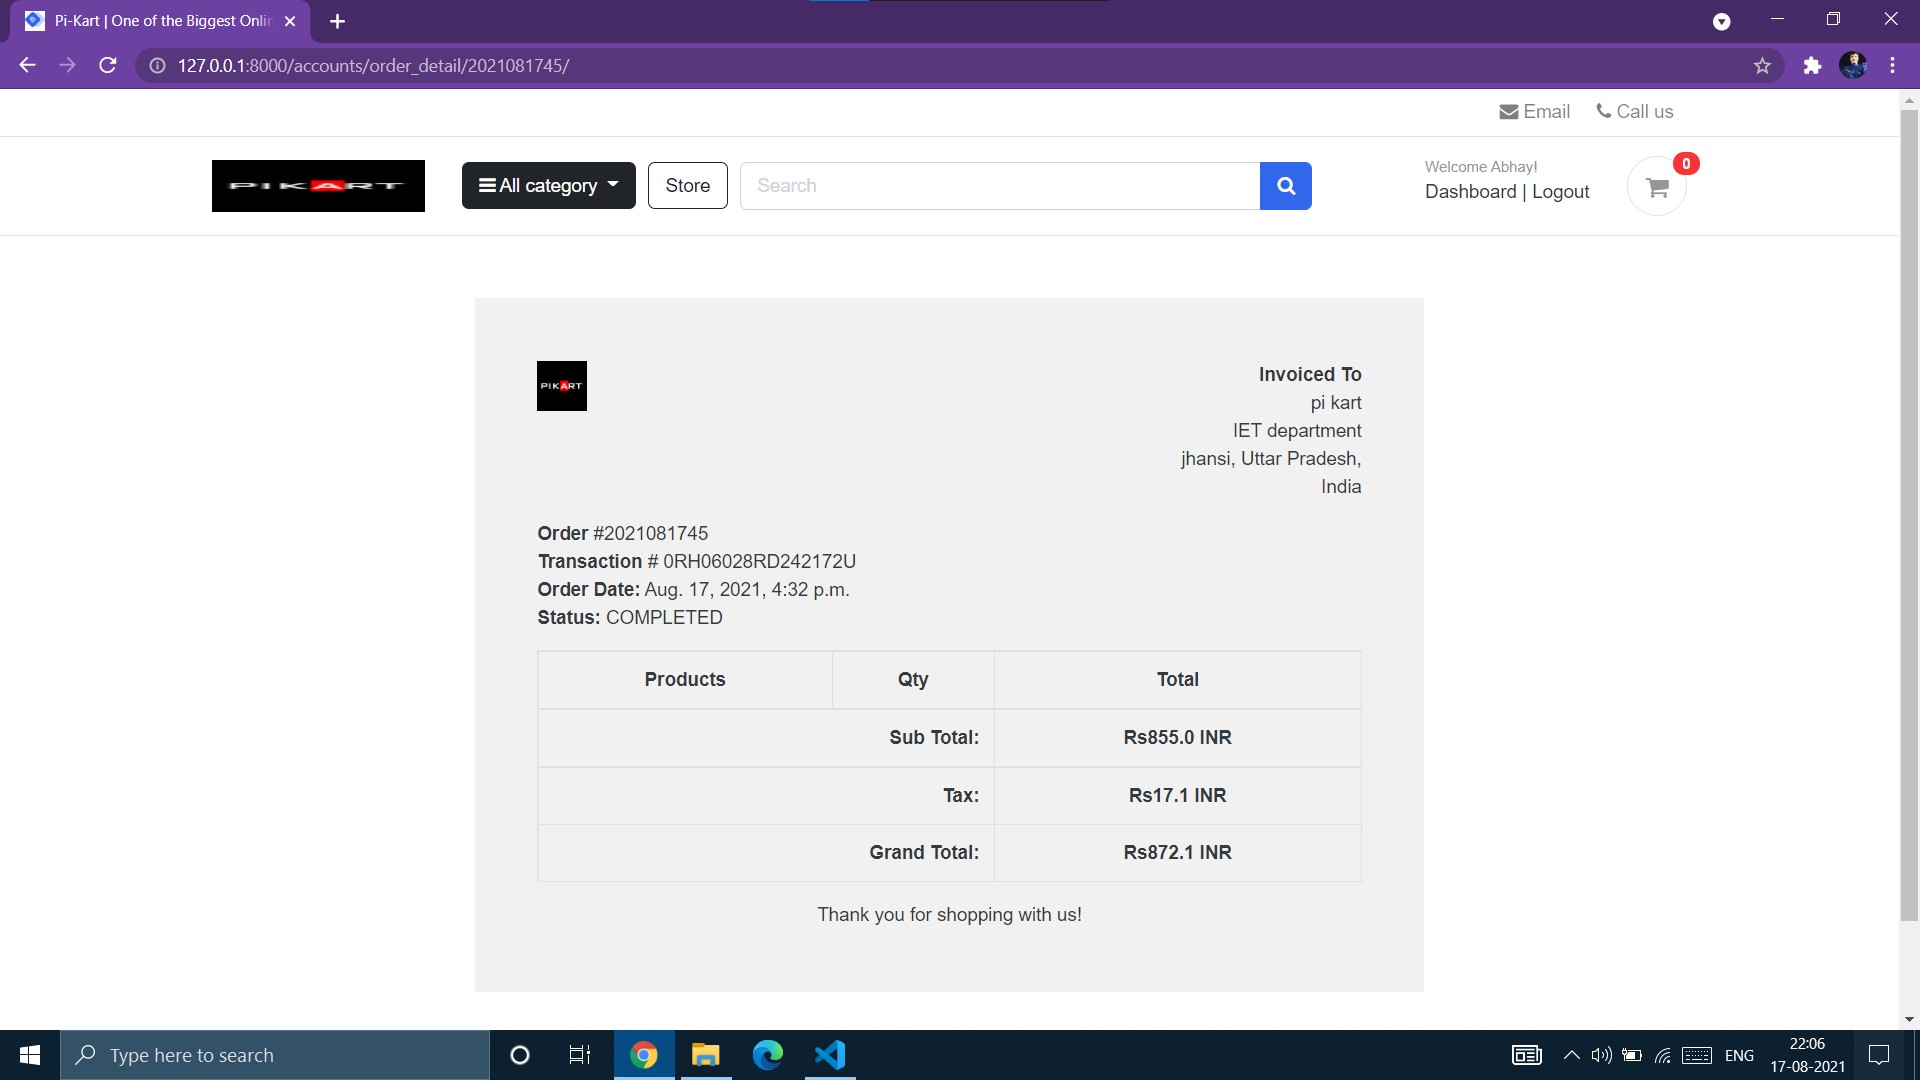 Pi-Kart | One of the Biggest Onlin
127.0.0.1:8000/accounts/order_detail/2021081745/
Email Call us
PIKART
All category
Store
Search
Welcome Abhay!
Dashboard | Logout
0
PIKART
Invoiced To
pi kart
IET department
jhansi, Uttar Pradesh,
India
Order #2021081745
Transaction # 0RH06028RD242172U
Order Date: Aug. 17, 2021, 4:32 p.m.
Status: COMPLETED
Products Qty Total
Sub Total: Rs855.0 INR
Tax: Rs17.1 INR
Grand Total: Rs872.1 INR
Thank you for shopping with us!
Type here to search
ENG
22:06
17-08-2021